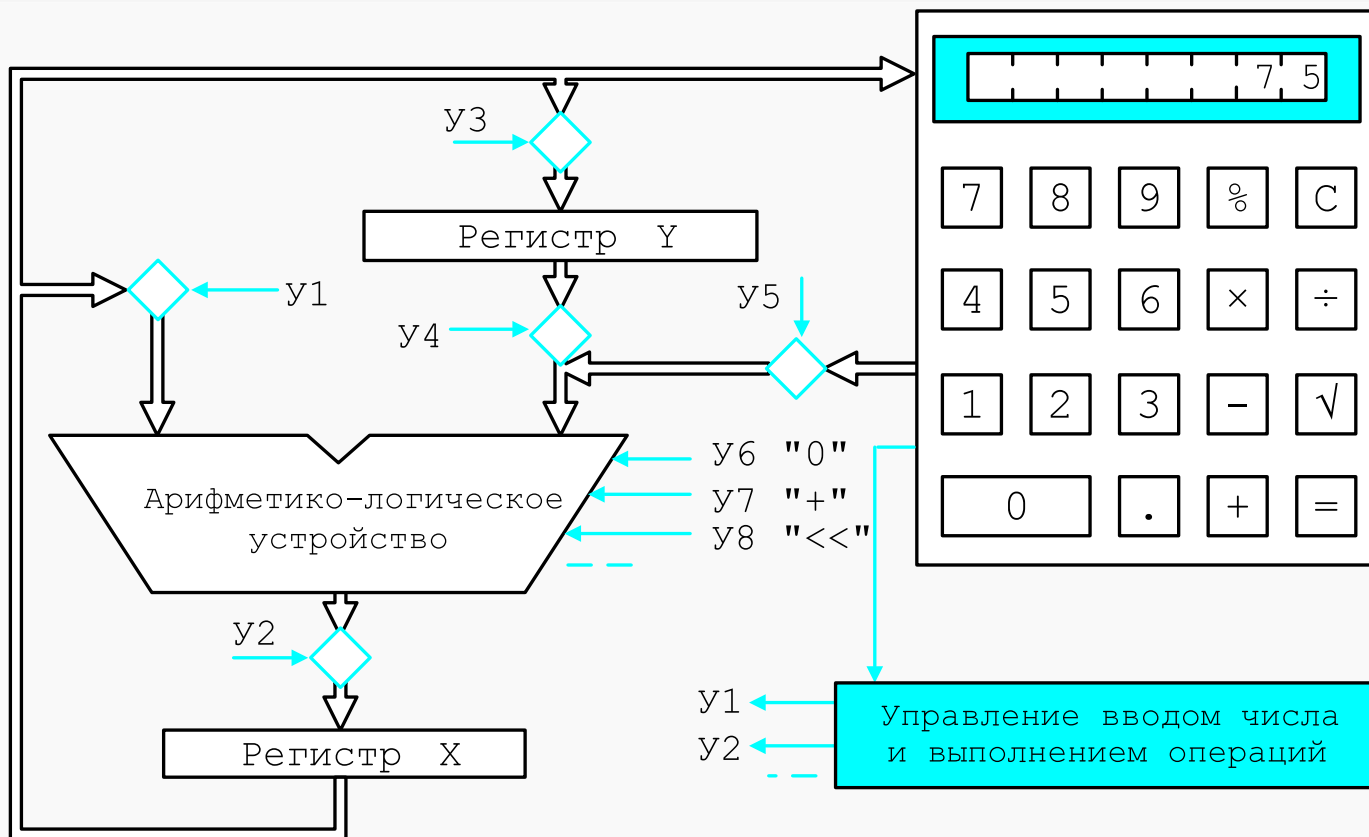 7 5
У3
7 8 9 % C
Регистр Y
У1
У5
4 5 6 × ÷
У4
1 2 3 - √
У6 "0"
Арифметико-логическое
устройство
У7 "+"
У8 "<<"
0 . + =
У2
У1
У2
Управление вводом числа
и выполнением операций
Регистр X